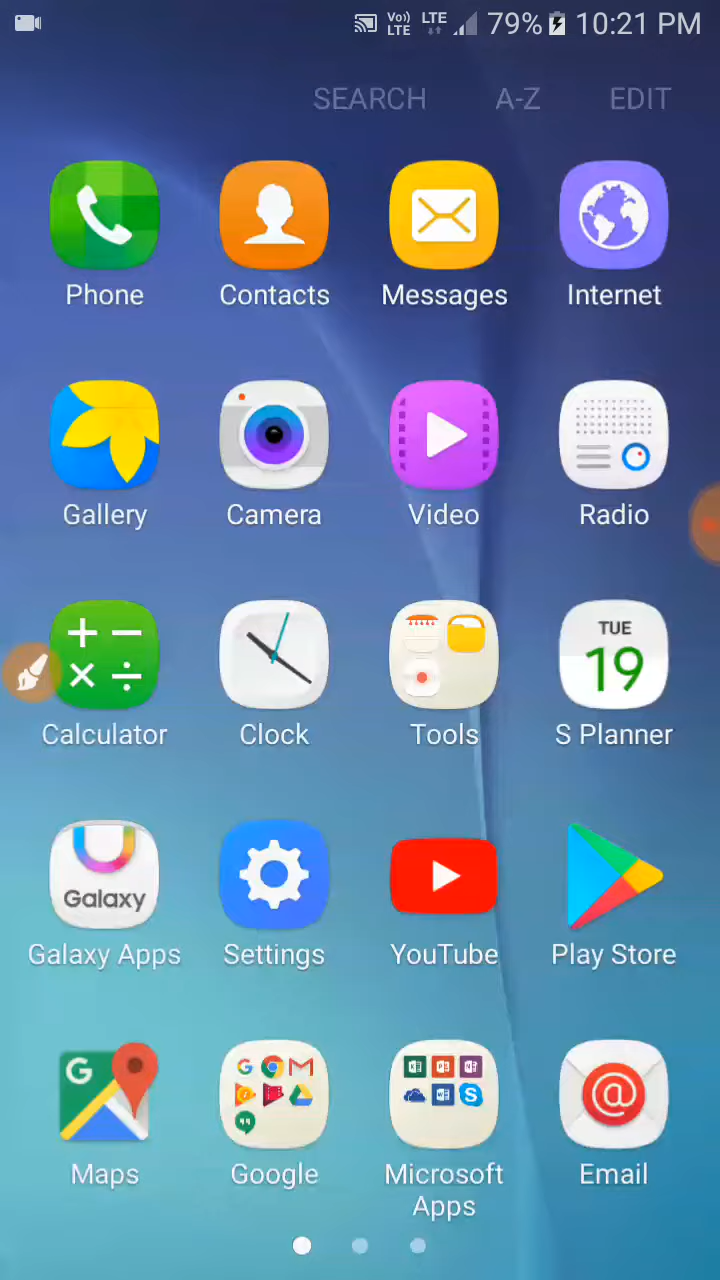 Vo) LTE LTE 79% 10:21 PM
SEARCH A-Z EDIT
Phone Contacts Messages Internet
Gallery Camera Video Radio
TUE
19
Calculator Clock Tools S Planner
Galaxy
Galaxy Apps Settings YouTube Play Store
G
Maps Google Microsoft Apps Email